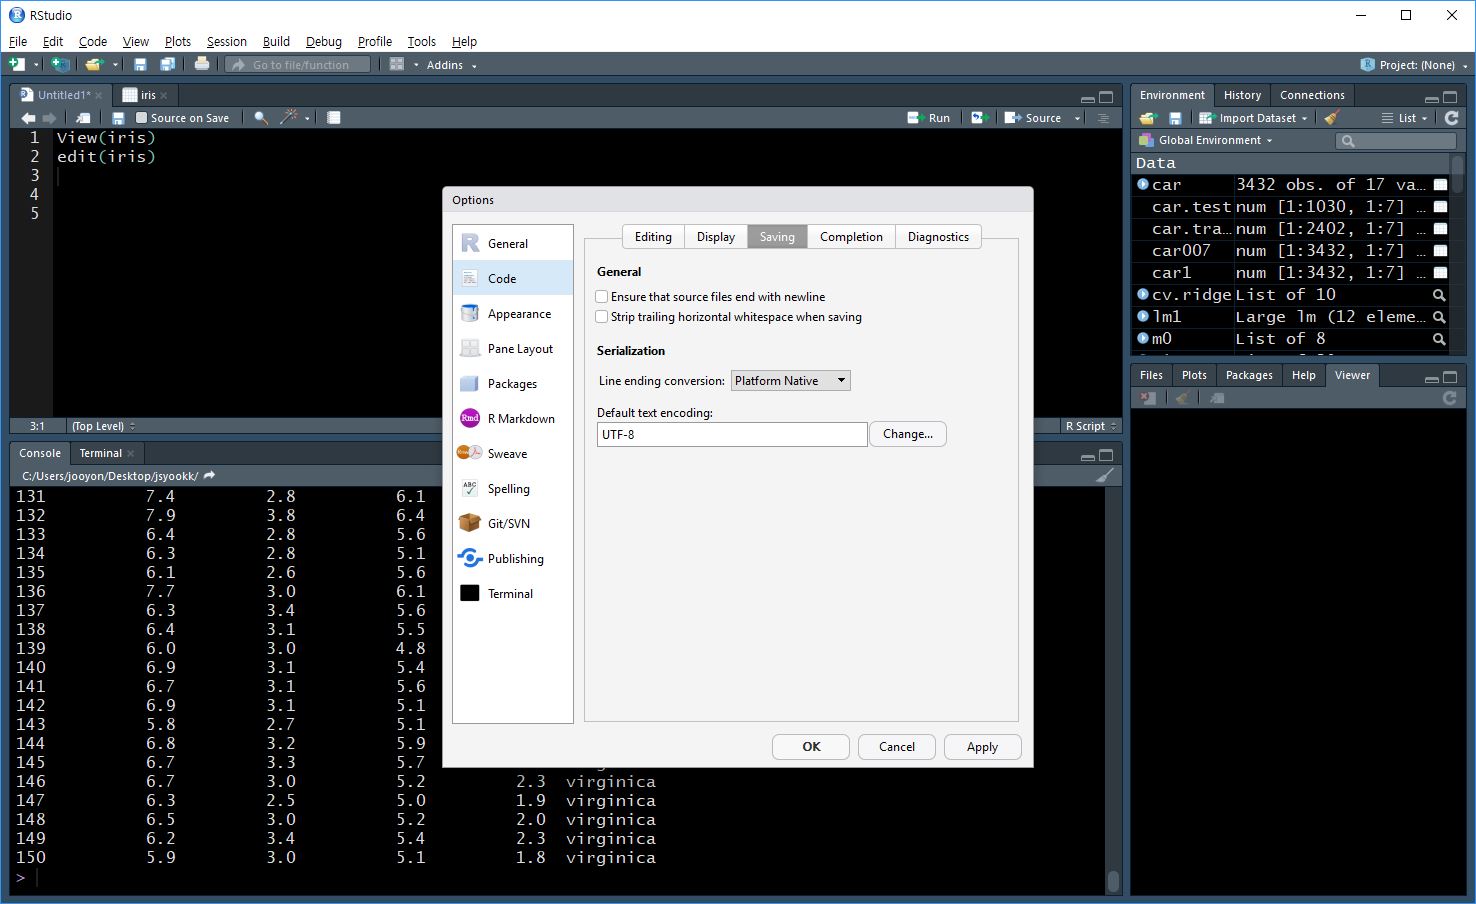 RStudio
File Edit Code View Plots Session Build Debug Profile Tools Help
Go to file/function Addins Project: (None)
Untitled1* iris
Source on Save Run Source
1 View(iris)
2 edit(iris)
3
4
5
3:1 (Top Level) R Script
Console Terminal
C:/Users/jooyon/Desktop/jsyookk/
131 7.4 2.8 6.1
132 7.9 3.8 6.4
133 6.4 2.8 5.6
134 6.3 2.8 5.1
135 6.1 2.6 5.6
136 7.7 3.0 6.1
137 6.3 3.4 5.6
138 6.4 3.1 5.5
139 6.0 3.0 4.8
140 6.9 3.1 5.4
141 6.7 3.1 5.6
142 6.9 3.1 5.1
143 5.8 2.7 5.1
144 6.8 3.2 5.9
145 6.7 3.3 5.7
146 6.7 3.0 5.2 2.3 virginica
147 6.3 2.5 5.0 1.9 virginica
148 6.5 3.0 5.2 2.0 virginica
149 6.2 3.4 5.4 2.3 virginica
150 5.9 3.0 5.1 1.8 virginica
>
Options
General
Code
Appearance
Pane Layout
Packages
R Markdown
Sweave
Spelling
Git/SVN
Publishing
Terminal
Editing Display Saving Completion Diagnostics
General
Ensure that source files end with newline
Strip trailing horizontal whitespace when saving
Serialization
Line ending conversion: Platform Native
Default text encoding:
UTF-8 Change...
OK Cancel Apply
Environment History Connections
Import Dataset List
Global Environment
Data
car 3432 obs. of 17 va...
car.test num [1:1030, 1:7] ...
car.tra... num [1:2402, 1:7] ...
car007 num [1:3432, 1:7] ...
car1 num [1:3432, 1:7] ...
cv.ridge List of 10
lm1 Large lm (12 eleme...
m0 List of 8
Files Plots Packages Help Viewer